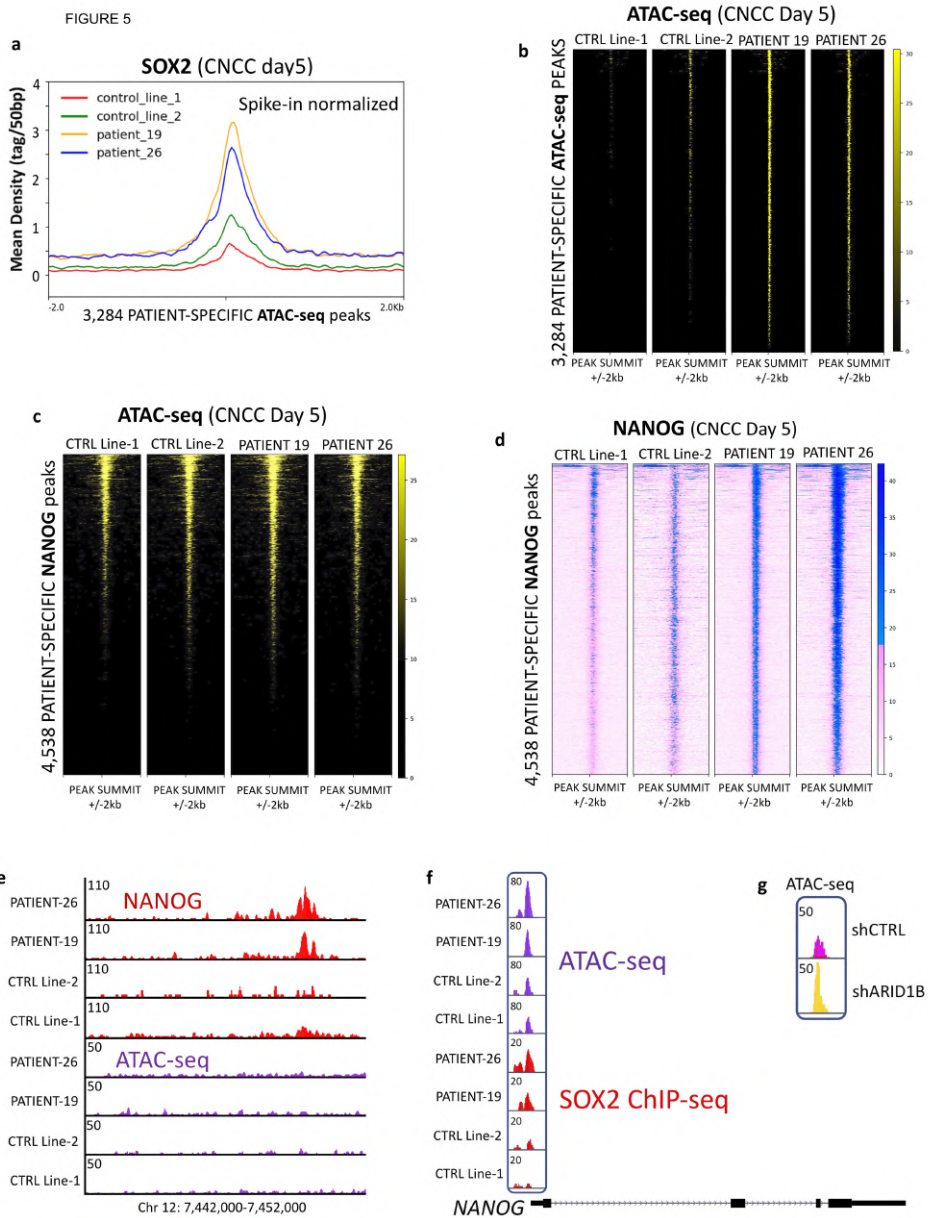 FIGURE 5
a
SOX2 (CNCC day5)
Mean Density (tag/50bp)
4
3
2
1
0
control_line_1
control_line_2
patient_19
patient_26
Spike-in normalized
-2.0
2.0Kb
3,284 PATIENT-SPECIFIC ATAC-seq peaks
b
ATAC-seq (CNCC Day 5)
CTRL Line-1
CTRL Line-2
PATIENT 19
PATIENT 26
3,284 PATIENT-SPECIFIC ATAC-seq PEAKS
30
25
20
15
10
5
0
PEAK SUMMIT
+/-2kb
PEAK SUMMIT
+/-2kb
PEAK SUMMIT
+/-2kb
PEAK SUMMIT
+/-2kb
c
ATAC-seq (CNCC Day 5)
CTRL Line-1
CTRL Line-2
PATIENT 19
PATIENT 26
4,538 PATIENT-SPECIFIC NANOG peaks
25
20
15
10
5
0
PEAK SUMMIT
+/-2kb
PEAK SUMMIT
+/-2kb
PEAK SUMMIT
+/-2kb
PEAK SUMMIT
+/-2kb
d
NANOG (CNCC Day 5)
CTRL Line-1
CTRL Line-2
PATIENT 19
PATIENT 26
4,538 PATIENT-SPECIFIC NANOG peaks
40
35
30
25
20
15
10
5
0
PEAK SUMMIT
+/-2kb
PEAK SUMMIT
+/-2kb
PEAK SUMMIT
+/-2kb
PEAK SUMMIT
+/-2kb
e
NANOG
PATIENT-26
110
PATIENT-19
110
CTRL Line-2
110
CTRL Line-1
110
ATAC-seq
PATIENT-26
50
PATIENT-19
50
CTRL Line-2
50
CTRL Line-1
50
Chr 12: 7,442,000-7,452,000
f
PATIENT-26
80
PATIENT-19
80
CTRL Line-2
80
CTRL Line-1
80
ATAC-seq
PATIENT-26
20
PATIENT-19
20
CTRL Line-2
20
CTRL Line-1
20
SOX2 ChIP-seq
NANOG
g
ATAC-seq
50
shCTRL
50
shARID1B